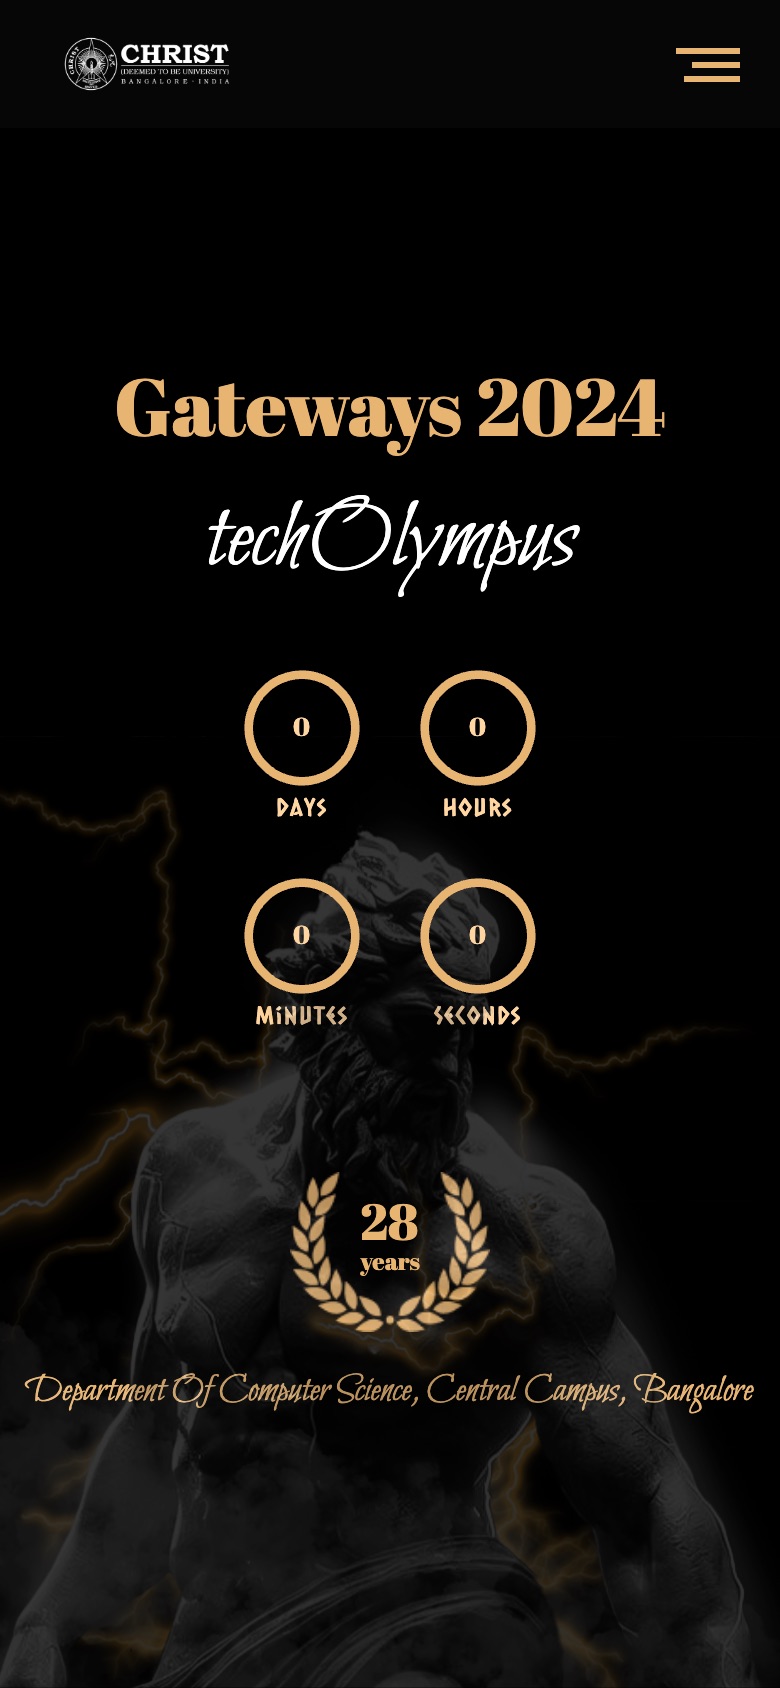 CHRIST
(DEEMED TO BE UNIVERSITY)
BANGALORE · INDIA
Gateways 2024
techOlympus
0 0
DAYS HOURS
0 0
MiNUTES SECONDS
28
years
Department Of Computer Science, Central Campus, Bangalore